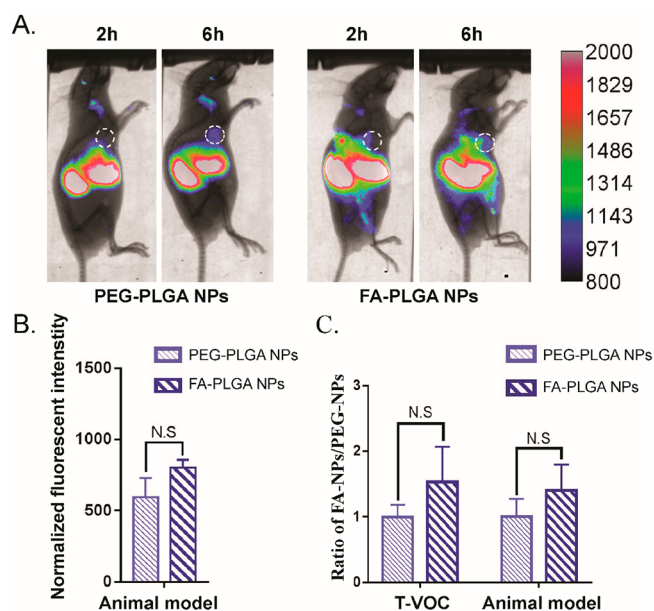 A.
2h 6h 2h 6h
2000
1829
1657
1486
1314
1143
971
800
PEG-PLGA NPs FA-PLGA NPs
B.
Normalized fluorescent intenstity
PEG-PLGA NPs
FA-PLGA NPs
1500
1000
500
0
N.S
Animal model
C.
Ratio of FA-NPs/PEG-NPs
PEG-PLGA NPs
FA-PLGA NPs
3
2
1
0
N.S
N.S
T-VOC Animal model